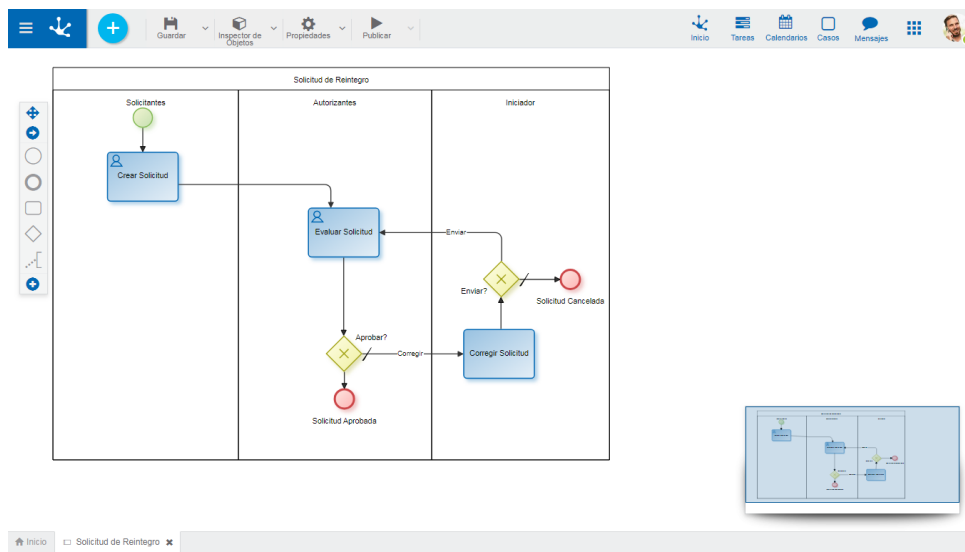 Guardar
Inspector de
Objetos
Propiedades
Publicar
Inicio
Tareas
Calendarios
Casos
Mensajes
Solicitud de Reintegro
Solicitantes
Autorizantes
Iniciador
Crear Solicitud
Evaluar Solicitud
Enviar
Enviar?
Solicitud Cancelada
Aprobar?
Corregir
Corregir Solicitud
Solicitud Aprobada
Inicio
Solicitud de Reintegro